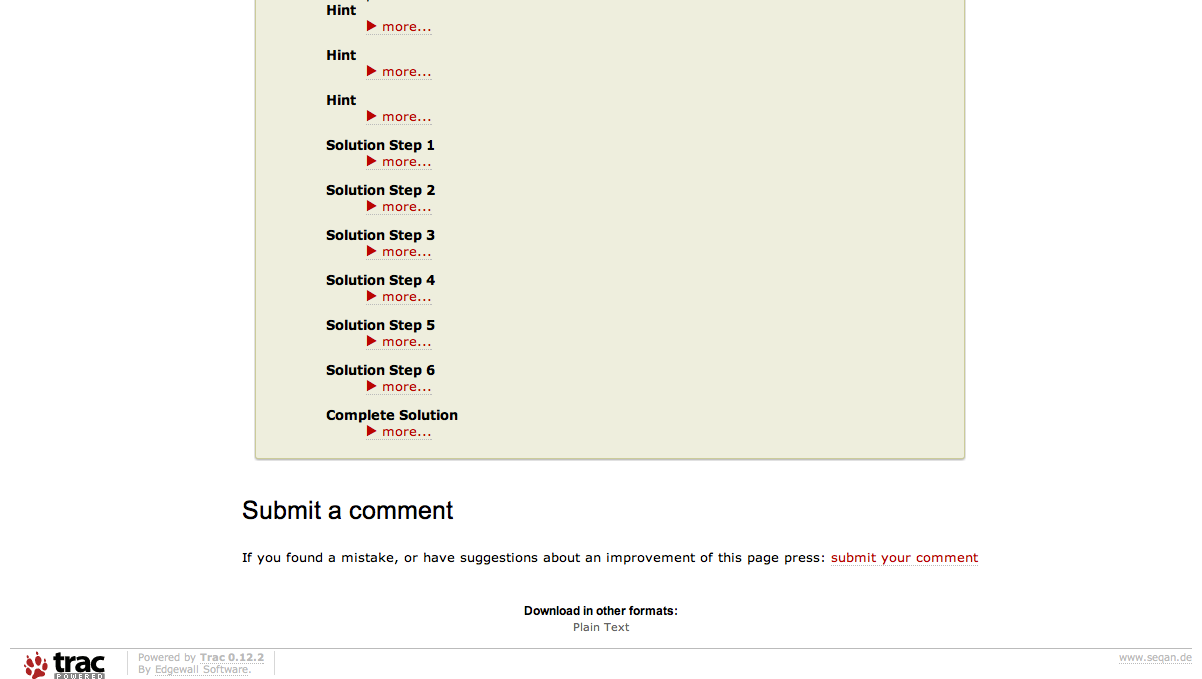 Hint
▶ more...
Hint
▶ more...
Hint
▶ more...
Solution Step 1
▶ more...
Solution Step 2
▶ more...
Solution Step 3
▶ more...
Solution Step 4
▶ more...
Solution Step 5
▶ more...
Solution Step 6
▶ more...
Complete Solution
▶ more...
Submit a comment
If you found a mistake, or have suggestions about an improvement of this page press: submit your comment
Download in other formats:
Plain Text
trac
POWERED
Powered by Trac 0.12.2
By Edgewall Software.
www.seqan.de